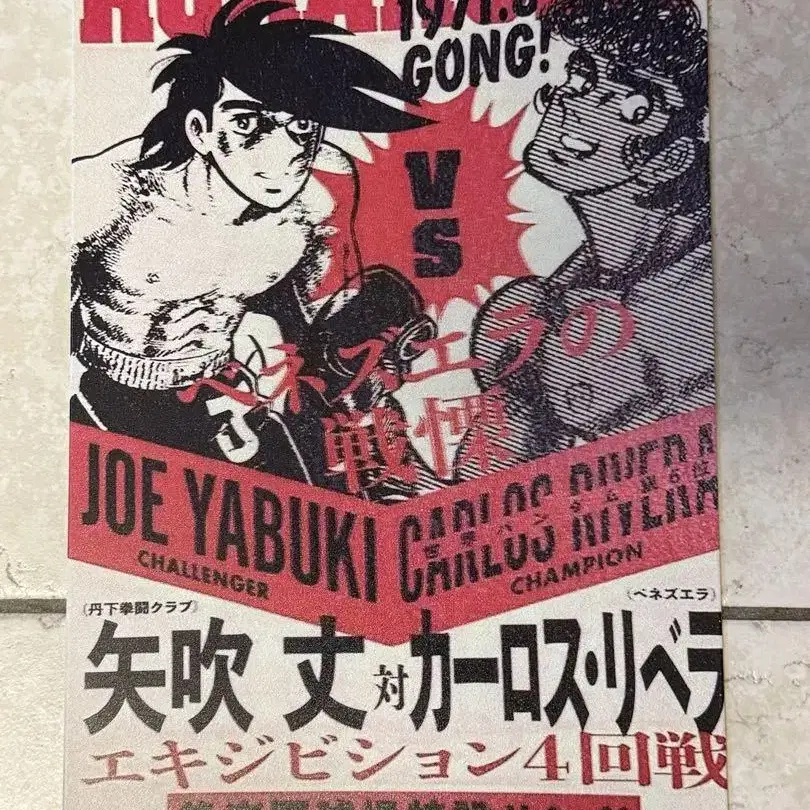 1971.
GONG!
VS
ベネズエラの
戦慄
JOE YABUKI
CHALLENGER
CARLOS RIVERA
CHAMPION
(丹下拳闘クラブ)
(ベネズエラ)
矢吹 丈 対 カーロス・リベラ
エキジビション4回戦